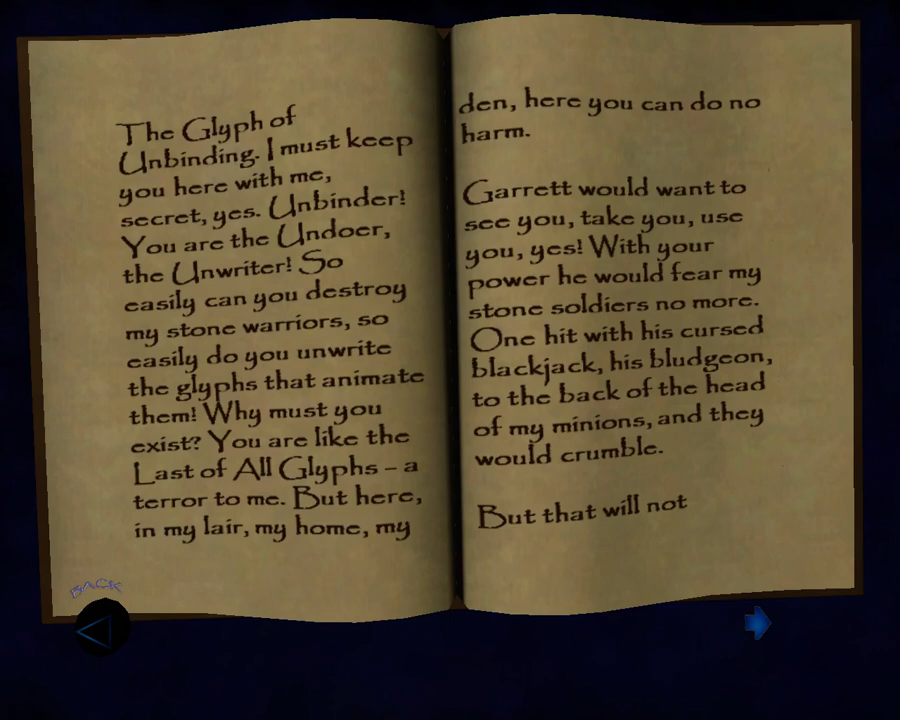 The Glyph of
Unbinding. I must keep
you here with me,
secret, yes. Unbinder!
You are the Undoer,
the Unwriter! So
easily can you destroy
my stone warriors, so
easily do you unwrite
the glyphs that animate
them! Why must you
exist? You are like the
Last of All Glyphs – a
terror to me. But here,
in my lair, my home, my
den, here you can do no
harm.
Garrett would want to
see you, take you, use
you, yes! With your
power he would fear my
stone soldiers no more.
One hit with his cursed
blackjack, his bludgeon,
to the back of the head
of my minions, and they
would crumble.
But that will not
BACK